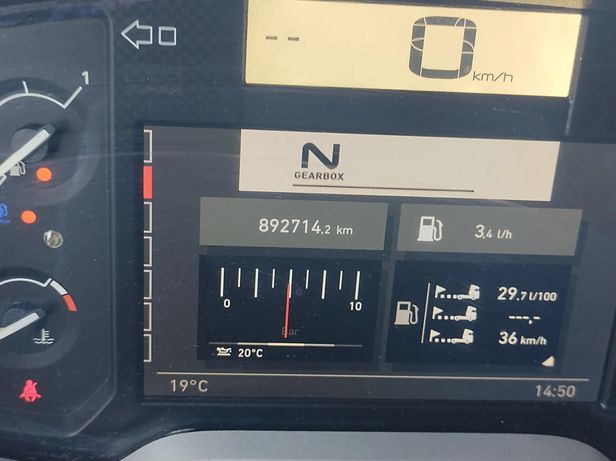 -- 0 km/h
1
N
GEARBOX
892714,2 km
3,4 l/h
0 10
Bar
20°C
29,7 l/100
---,-
36 km/h
19°C
14:50